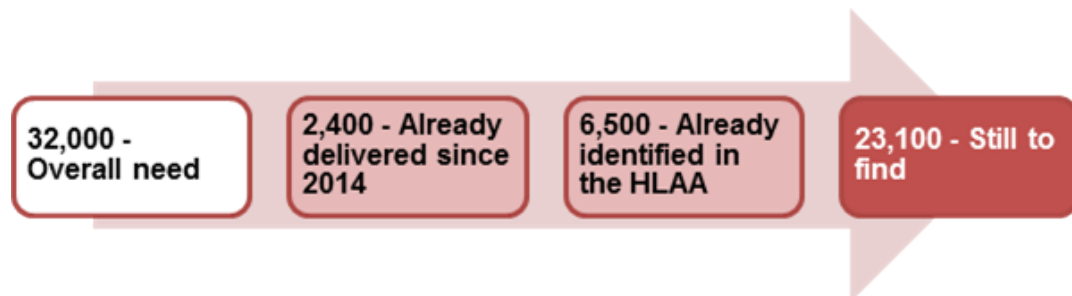 32,000 -
Overall need
2,400 - Already
delivered since
2014
6,500 - Already
identified in
the HLAA
23,100 - Still to
find